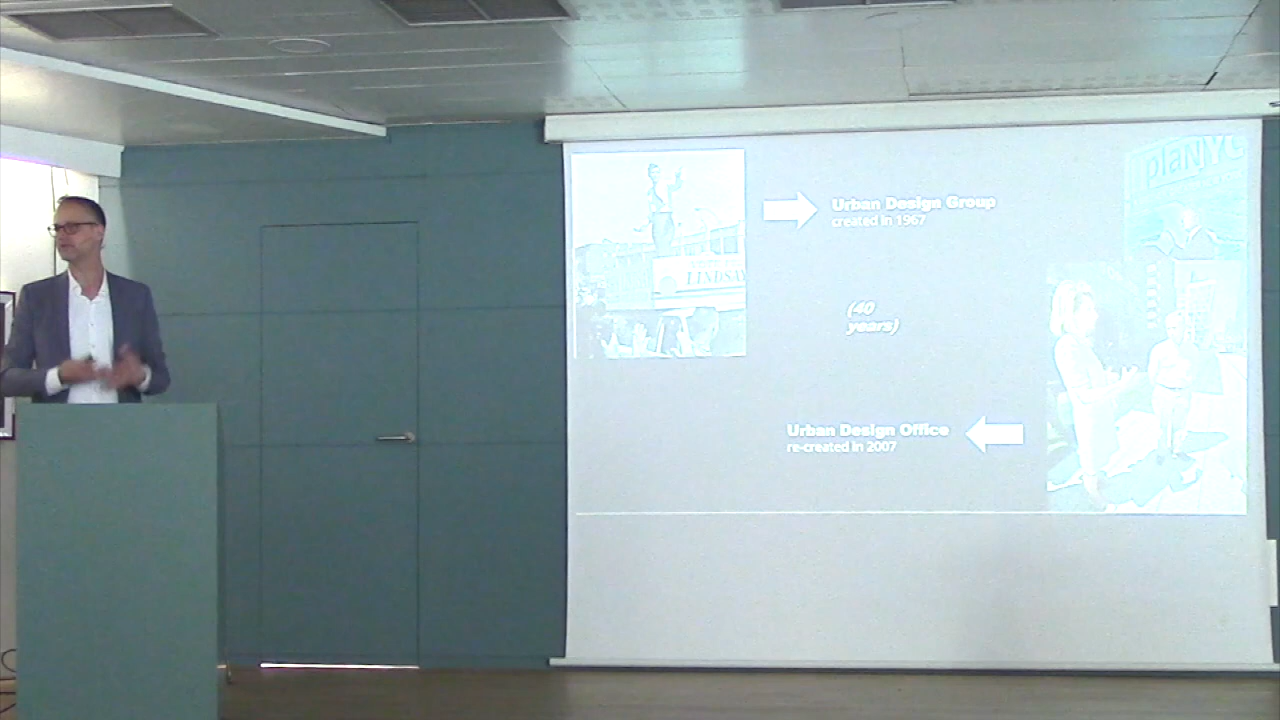 plaNYC
Urban Design Group
created in 1967
LINDSAY
(40
years)
Urban Design Office
re-created in 2007